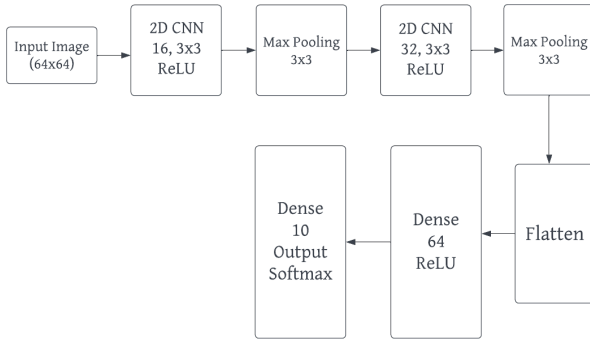 Input Image
(64x64)
2D CNN
16, 3x3
ReLU
Max Pooling
3x3
2D CNN
32, 3x3
ReLU
Max Pooling
3x3
Flatten
Dense
64
ReLU
Dense
10
Output
Softmax